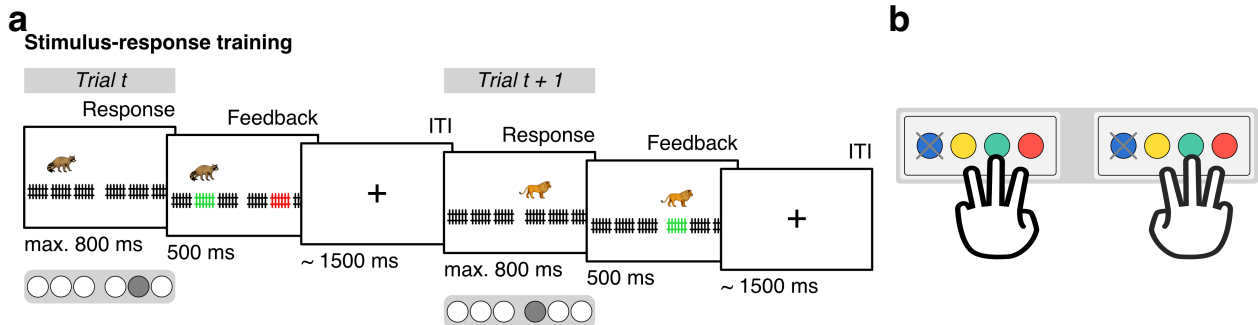 a
b
Stimulus-response training
Trial t
Trial t + 1
Response
Feedback
ITI
Response
Feedback
ITI
+
+
max. 800 ms
500 ms
~ 1500 ms
max. 800 ms
500 ms
~ 1500 ms